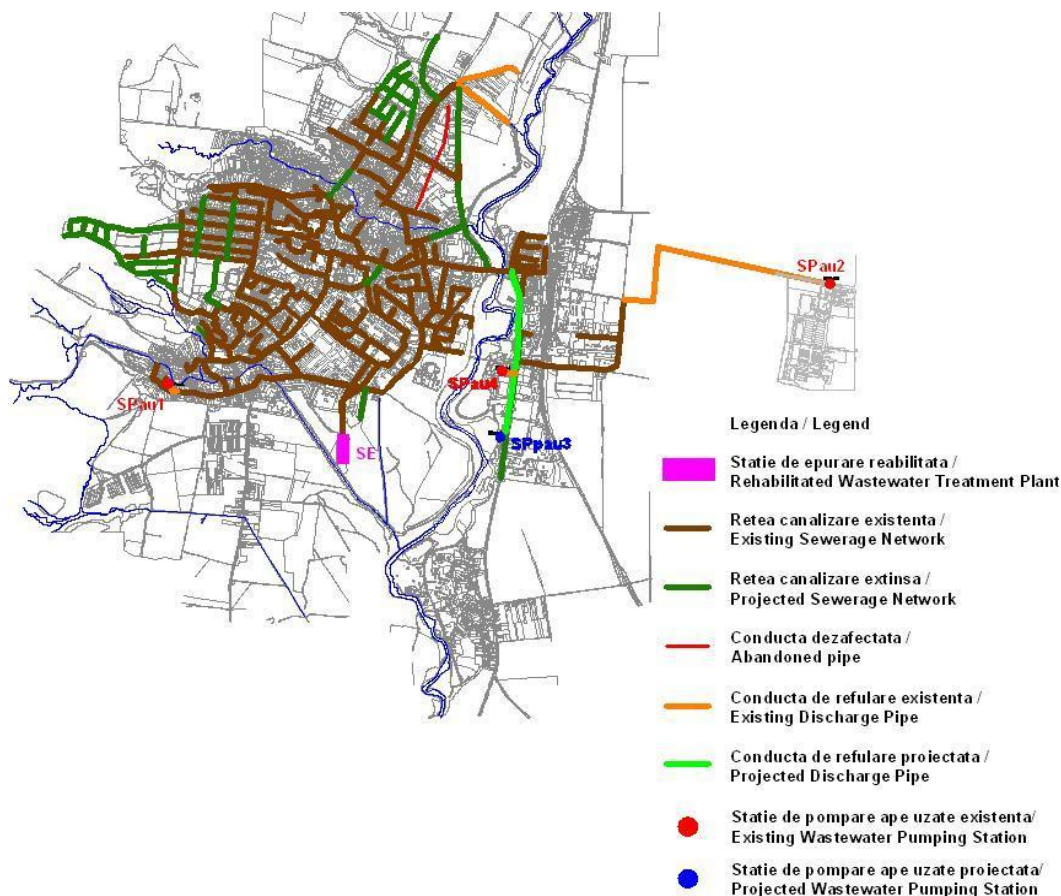 SPau2
SPau4
SPau1
SPpau3
SE
Legenda / Legend
Statie de epurare reabilitata /
Rehabilitated Wastewater Treatment Plant
Retea canalizare existenta /
Existing Sewerage Network
Retea canalizare extinsa /
Projected Sewerage Network
Conducta dezafectata /
Abandoned pipe
Conducta de refulare existenta /
Existing Discharge Pipe
Conducta de refulare proiectata /
Projected Discharge Pipe
Statie de pompare ape uzate existenta/
Existing Wastewater Pumping Station
Statie de pompare ape uzate proiectata/
Projected Wastewater Pumping Station